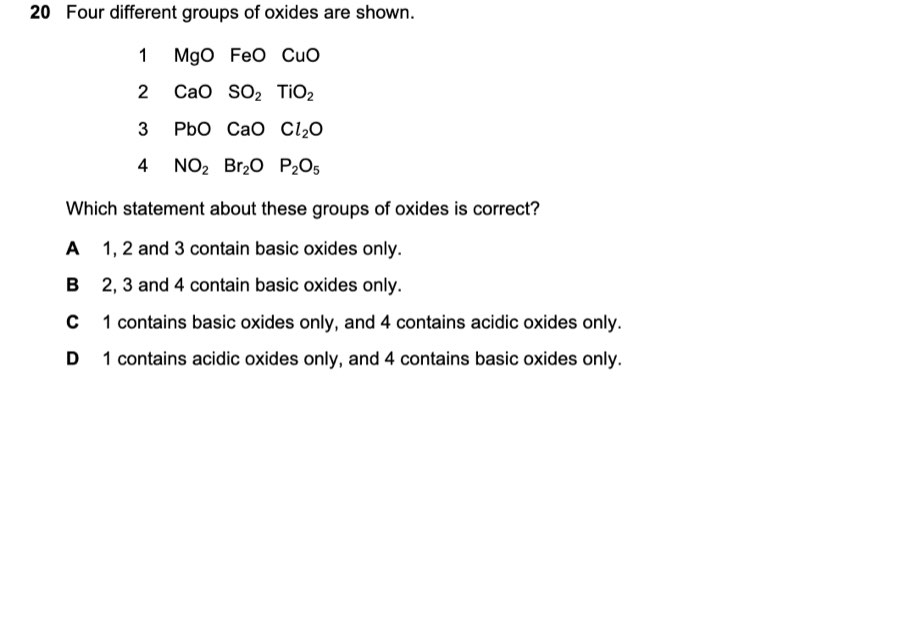 20 Four different groups of oxides are shown.
1 MgO FeO CuO
2 CaO SO₂ TiO₂
3 PbO CaO Cl₂O
4 NO₂ Br₂O P₂O₅
Which statement about these groups of oxides is correct?
A 1, 2 and 3 contain basic oxides only.
B 2, 3 and 4 contain basic oxides only.
C 1 contains basic oxides only, and 4 contains acidic oxides only.
D 1 contains acidic oxides only, and 4 contains basic oxides only.